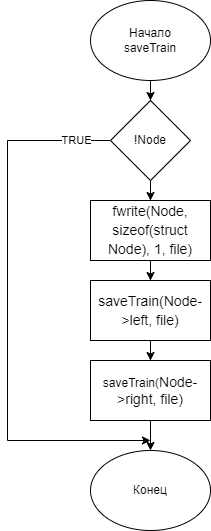 Начало
saveTrain
!Node
TRUE
fwrite(Node,
sizeof(struct
Node), 1, file)
saveTrain(Node-
>left, file)
saveTrain(Node-
>right, file)
Конец